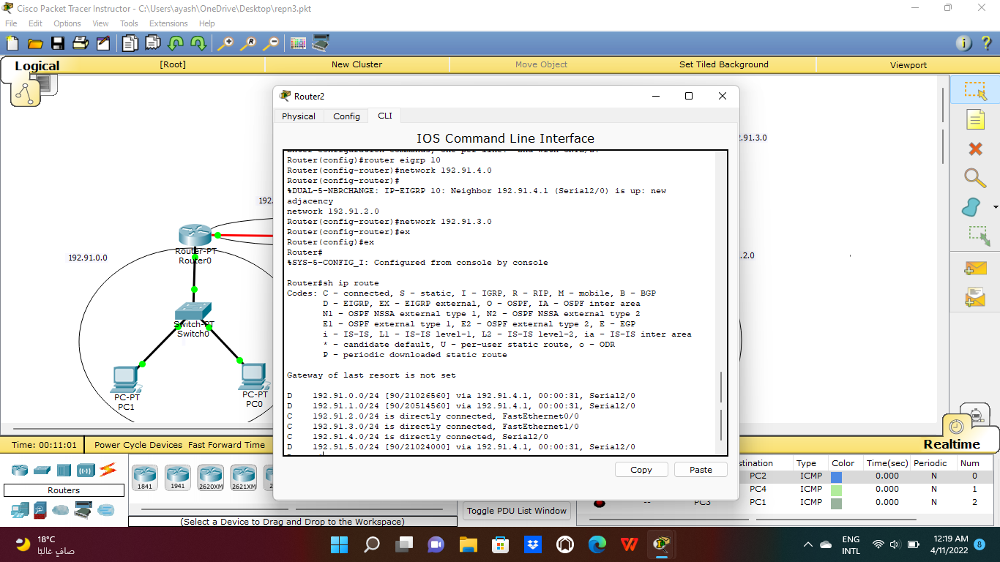 Cisco Packet Tracer Instructor - C:\Users\ayash\OneDrive\Desktop\repn3.pkt
File Edit Options View Tools Extensions Help
Logical
[Root]
New Cluster
Move Object
Set Tiled Background
Viewport
192.91.0.0
192.
Router-PT
Router0
Switch-PT
Switch0
PC-PT
PC1
PC-PT
PC0
.91.3.0
.2.0
Router2
Physical Config CLI
IOS Command Line Interface
Router(config)#router eigrp 10
Router(config-router)#network 192.91.4.0
Router(config-router)#
%DUAL-5-NBRCHANGE: IP-EIGRP 10: Neighbor 192.91.4.1 (Serial2/0) is up: new
adjacency
network 192.91.2.0
Router(config-router)#network 192.91.3.0
Router(config-router)#ex
Router(config)#ex
Router#
%SYS-5-CONFIG_I: Configured from console by console
Router#sh ip route
Codes: C - connected, S - static, I - IGRP, R - RIP, M - mobile, B - BGP
D - EIGRP, EX - EIGRP external, O - OSPF, IA - OSPF inter area
N1 - OSPF NSSA external type 1, N2 - OSPF NSSA external type 2
E1 - OSPF external type 1, E2 - OSPF external type 2, E - EGP
i - IS-IS, L1 - IS-IS level-1, L2 - IS-IS level-2, ia - IS-IS inter area
* - candidate default, U - per-user static route, o - ODR
P - periodic downloaded static route
Gateway of last resort is not set
D 192.91.0.0/24 [90/21026560] via 192.91.4.1, 00:00:31, Serial2/0
D 192.91.1.0/24 [90/20514560] via 192.91.4.1, 00:00:31, Serial2/0
C 192.91.2.0/24 is directly connected, FastEthernet0/0
C 192.91.3.0/24 is directly connected, FastEthernet1/0
C 192.91.4.0/24 is directly connected, Serial2/0
D 192.91.5.0/24 [90/21024000] via 192.91.4.1, 00:00:31, Serial2/0
Copy
Paste
Time: 00:11:01
Power Cycle Devices Fast Forward Time
Realtime
Routers
1841
1941
2620XM
2621XM
2
(Select a Device to Drag and Drop to the Workspace)
Toggle PDU List Window
stination Type Color Time(sec) Periodic Num
PC2 ICMP 0.000 N 0
PC4 ICMP 0.000 N 1
-- PC3 PC1 ICMP 0.000 N 2
18°C
صافي غالبًا
ENG
INTL
12:19 AM
4/11/2022
8